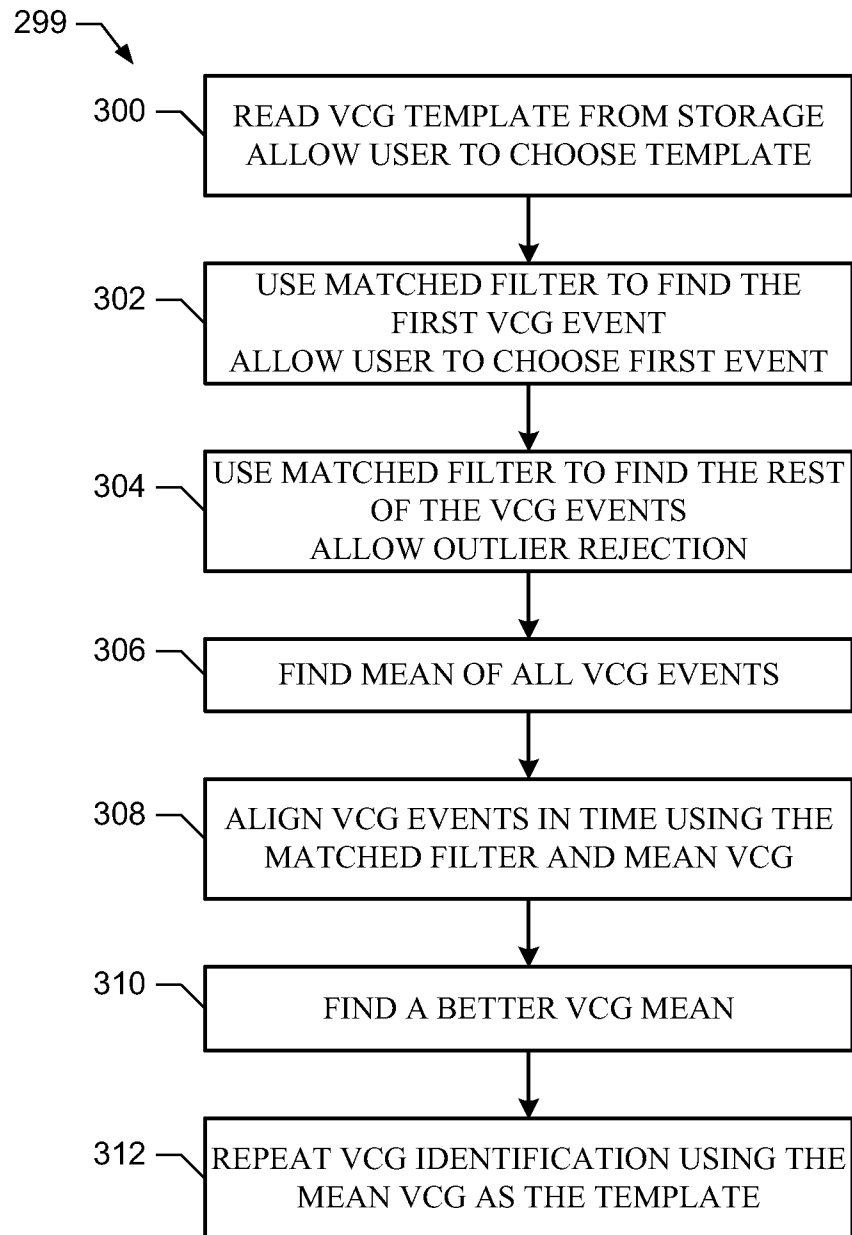 299
300
READ VCG TEMPLATE FROM STORAGE
ALLOW USER TO CHOOSE TEMPLATE
302
USE MATCHED FILTER TO FIND THE
FIRST VCG EVENT
ALLOW USER TO CHOOSE FIRST EVENT
304
USE MATCHED FILTER TO FIND THE REST
OF THE VCG EVENTS
ALLOW OUTLIER REJECTION
306
FIND MEAN OF ALL VCG EVENTS
308
ALIGN VCG EVENTS IN TIME USING THE
MATCHED FILTER AND MEAN VCG
310
FIND A BETTER VCG MEAN
312
REPEAT VCG IDENTIFICATION USING THE
MEAN VCG AS THE TEMPLATE